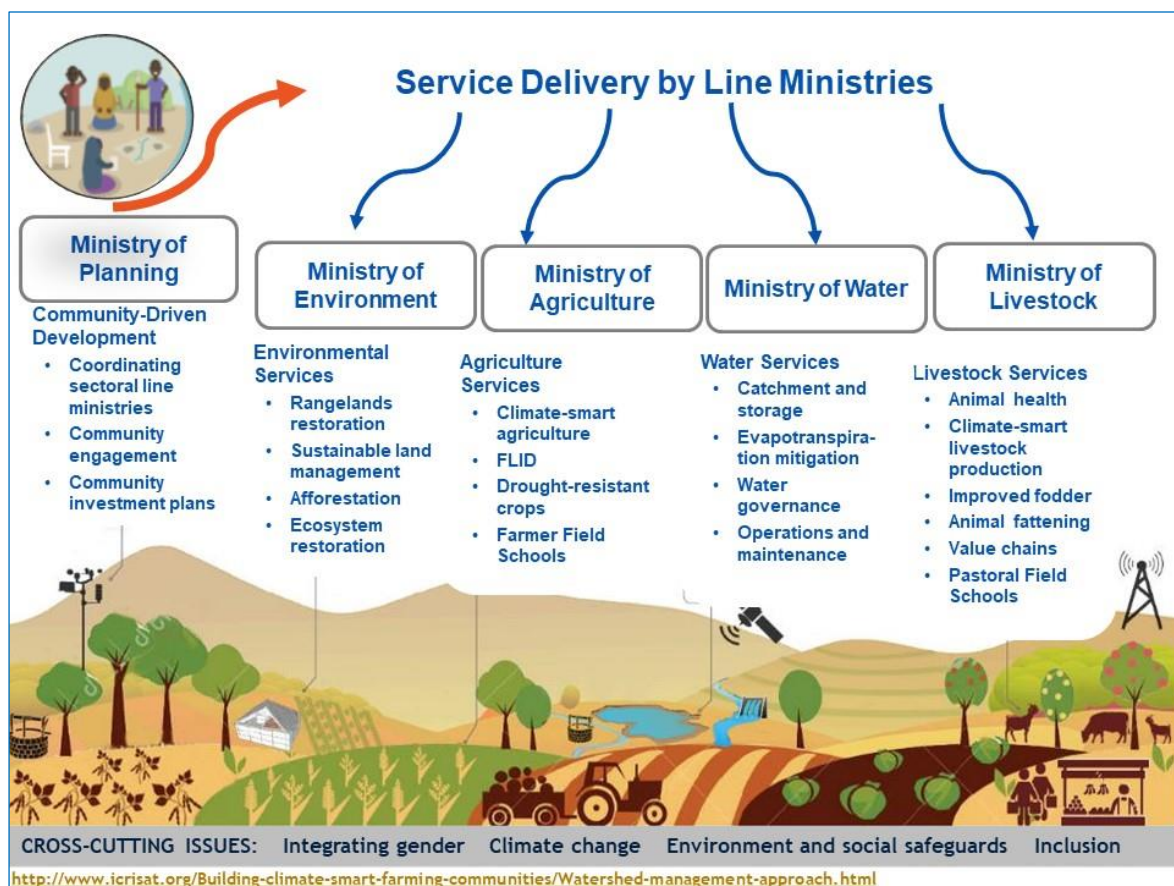 Service Delivery by Line Ministries
Ministry of
Planning
Community-Driven
Development
• Coordinating
sectoral line
ministries
• Community
engagement
• Community
investment plans
Ministry of
Environment
Environmental
Services
• Rangelands
restoration
• Sustainable land
management
• Afforestation
• Ecosystem
restoration
Ministry of
Agriculture
Agriculture
Services
• Climate-smart
agriculture
• FLID
• Drought-resistant
crops
• Farmer Field
Schools
Ministry of Water
Water Services
• Catchment and
storage
• Evapotranspira-
tion mitigation
• Water
governance
• Operations and
maintenance
Ministry of
Livestock
Livestock Services
• Animal health
• Climate-smart
livestock
production
• Improved fodder
• Animal fattening
• Value chains
• Pastoral Field
Schools
CROSS-CUTTING ISSUES: Integrating gender Climate change Environment and social safeguards Inclusion
http://www.icrisat.org/Building-climate-smart-farming-communities/Watershed-management-approach.html